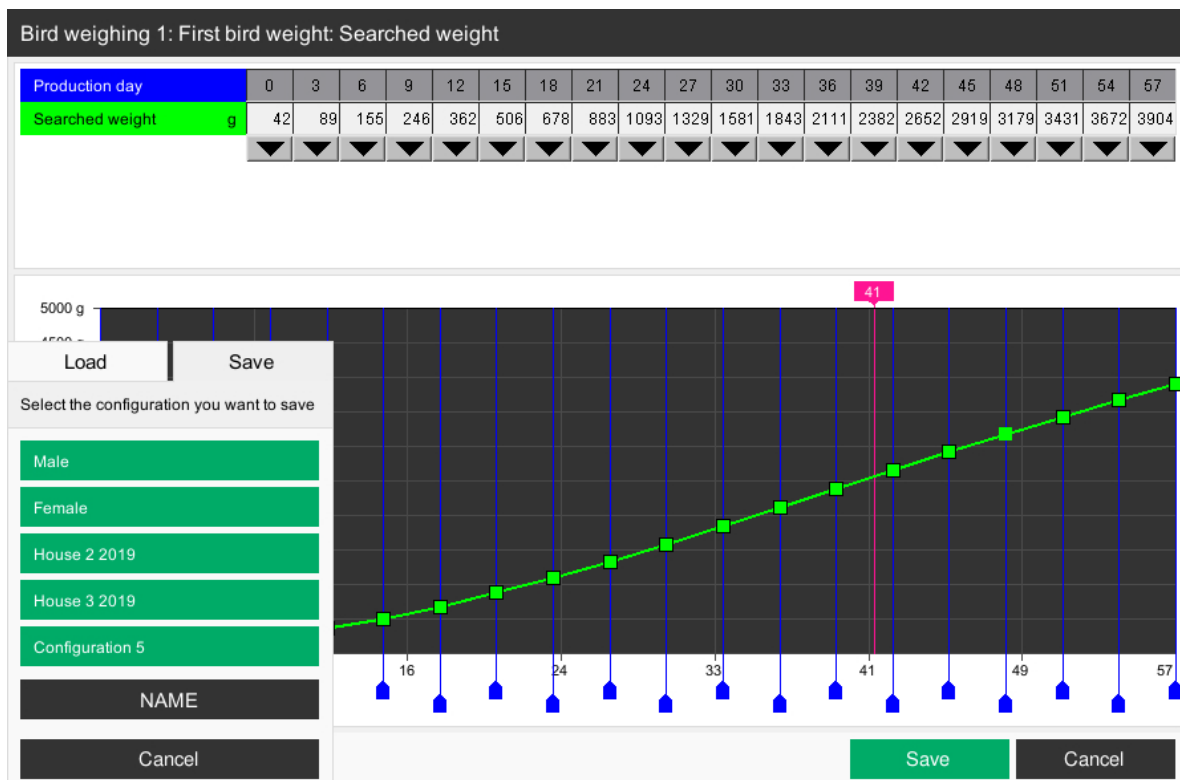 Bird weighing 1: First bird weight: Searched weight
Production day 0 3 6 9 12 15 18 21 24 27 30 33 36 39 42 45 48 51 54 57
Searched weight g 42 89 155 246 362 506 678 883 1093 1329 1581 1843 2111 2382 2652 2919 3179 3431 3672 3904
41
5000 g
Load Save
Select the configuration you want to save
Male
Female
House 2 2019
House 3 2019
Configuration 5
16 24 33 41 49 57
NAME
Cancel
Save Cancel